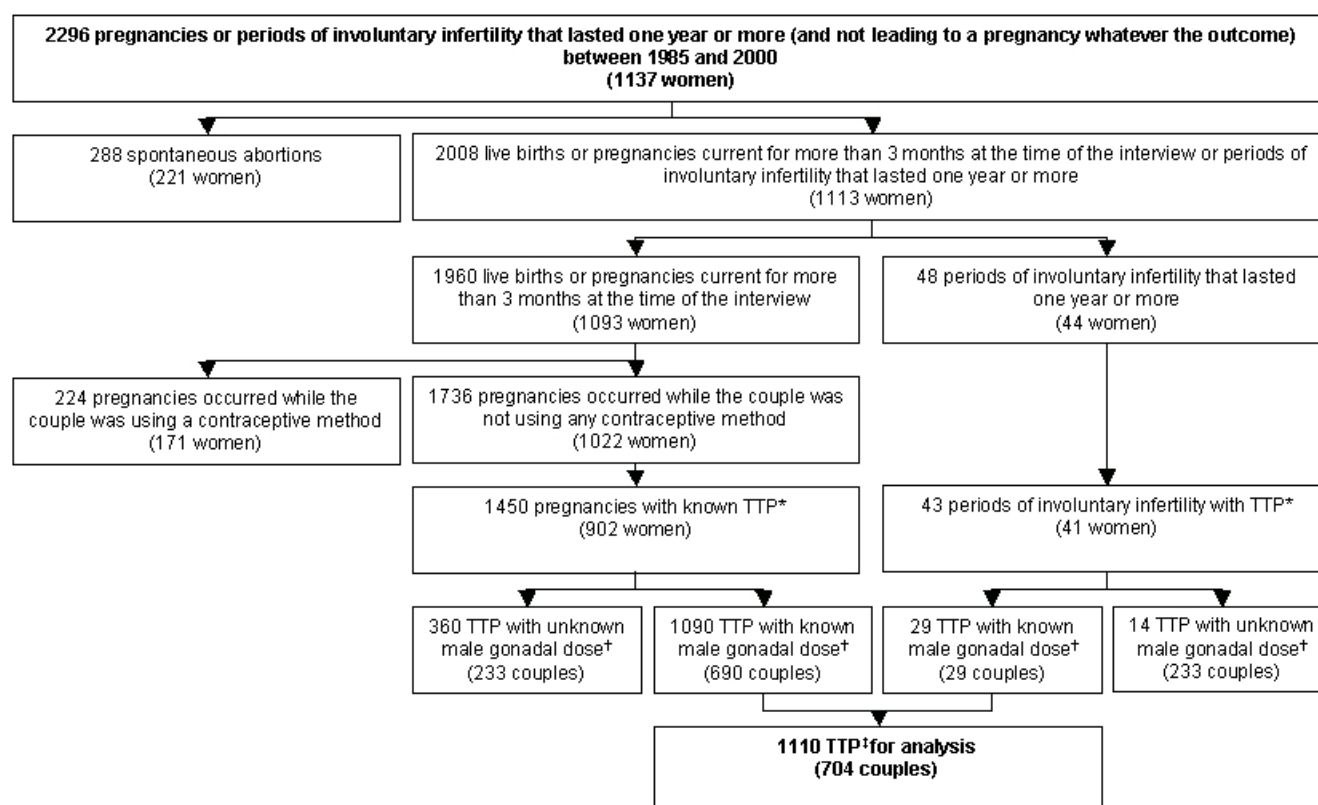 2296 pregnancies or periods of involuntary infertility that lasted one year or more (and not leading to a pregnancy whatever the outcome)
between 1985 and 2000
(1137 women)
288 spontaneous abortions
(221 women)
2008 live births or pregnancies current for more than 3 months at the time of the interview or periods of
involuntary infertility that lasted one year or more
(1113 women)
1960 live births or pregnancies current for more
than 3 months at the time of the interview
(1093 women)
48 periods of involuntary infertility that lasted
one year or more
(44 women)
224 pregnancies occurred while the
couple was using a contraceptive method
(171 women)
1736 pregnancies occurred while the couple was
not using any contraceptive method
(1022 women)
1450 pregnancies with known TTP*
(902 women)
43 periods of involuntary infertility with TTP*
(41 women)
360 TTP with unknown
male gonadal dose†
(233 couples)
1090 TTP with known
male gonadal dose†
(690 couples)
29 TTP with known
male gonadal dose†
(29 couples)
14 TTP with unknown
male gonadal dose†
(233 couples)
1110 TTP‡for analysis
(704 couples)